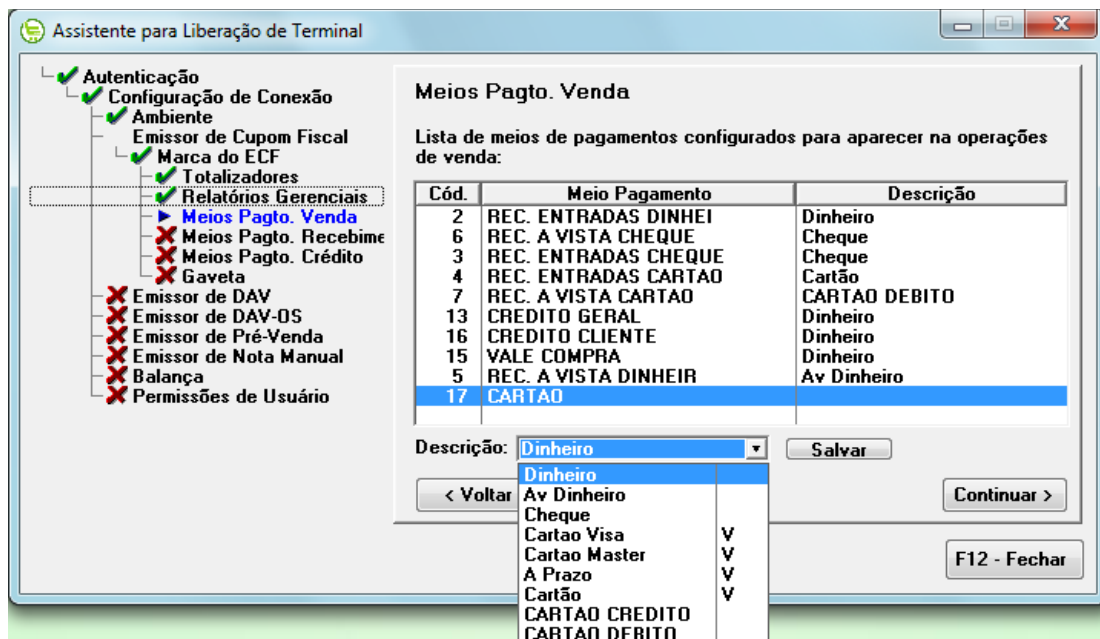 Assistente para Liberação de Terminal
Autenticação
Configuração de Conexão
Ambiente
Emissor de Cupom Fiscal
Marca do ECF
Totalizadores
Relatórios Gerenciais
Meios Pagto. Venda
Meios Pagto. Recebime
Meios Pagto. Crédito
Gaveta
Emissor de DAV
Emissor de DAV-OS
Emissor de Pré-Venda
Emissor de Nota Manual
Balança
Permissões de Usuário
Meios Pagto. Venda
Lista de meios de pagamentos configurados para aparecer na operações
de venda:
Cód. Meio Pagamento Descrição
2 REC. ENTRADAS DINHEI Dinheiro
6 REC. A VISTA CHEQUE Cheque
3 REC. ENTRADAS CHEQUE Cheque
4 REC. ENTRADAS CARTAO Cartão
7 REC. A VISTA CARTAO CARTAO DEBITO
13 CREDITO GERAL Dinheiro
16 CREDITO CLIENTE Dinheiro
15 VALE COMPRA Dinheiro
5 REC. A VISTA DINHEIR Av Dinheiro
17 CARTAO
Descrição: Dinheiro Salvar
Dinheiro
Av Dinheiro
Cheque
Cartao Visa V
Cartao Master V
A Prazo V
Cartão V
CARTAO CREDITO
CARTAO DEBITO
< Voltar
Continuar >
F12 - Fechar